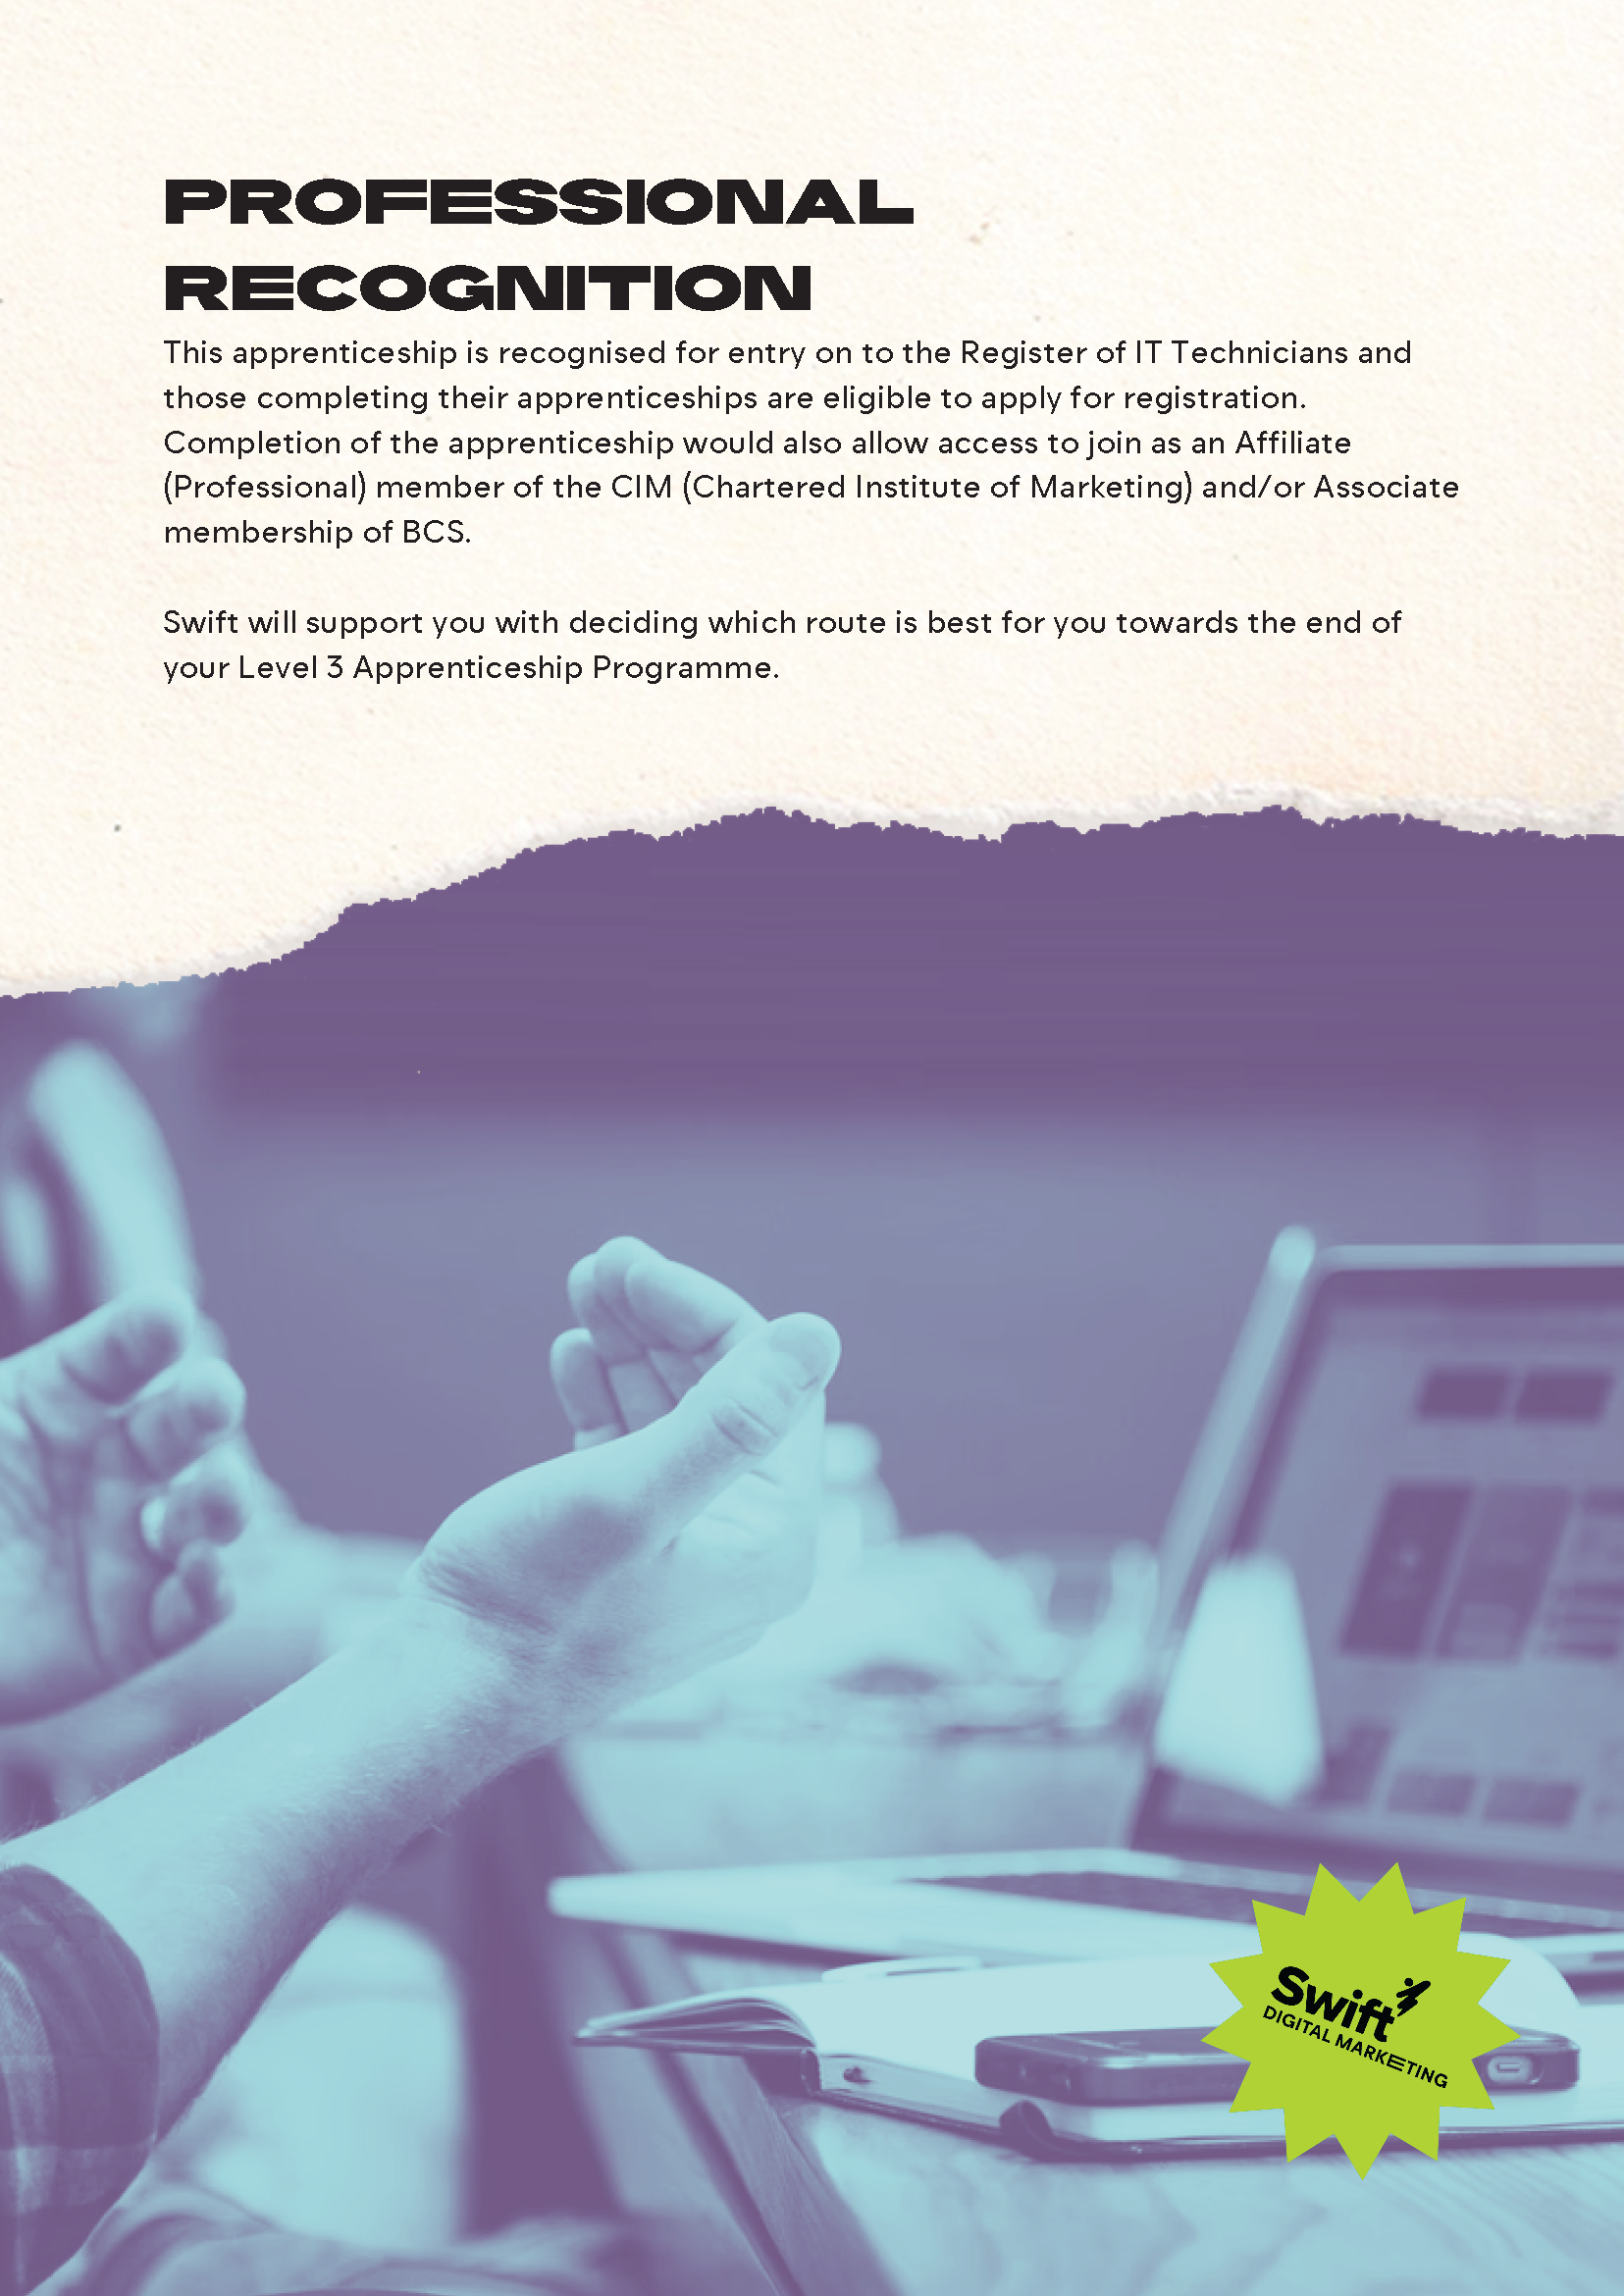 PROFESSIONAL
RECOGNITION
This apprenticeship is recognised for entry on to the Register of IT Technicians and
those completing their apprenticeships are eligible to apply for registration.
Completion of the apprenticeship would also allow access to join as an Affiliate
(Professional) member of the CIM (Chartered Institute of Marketing) and/or Associate
membership of BCS.
Swift will support you with deciding which route is best for you towards the end of
your Level 3 Apprenticeship Programme.
Swift
DIGITAL MARKETING